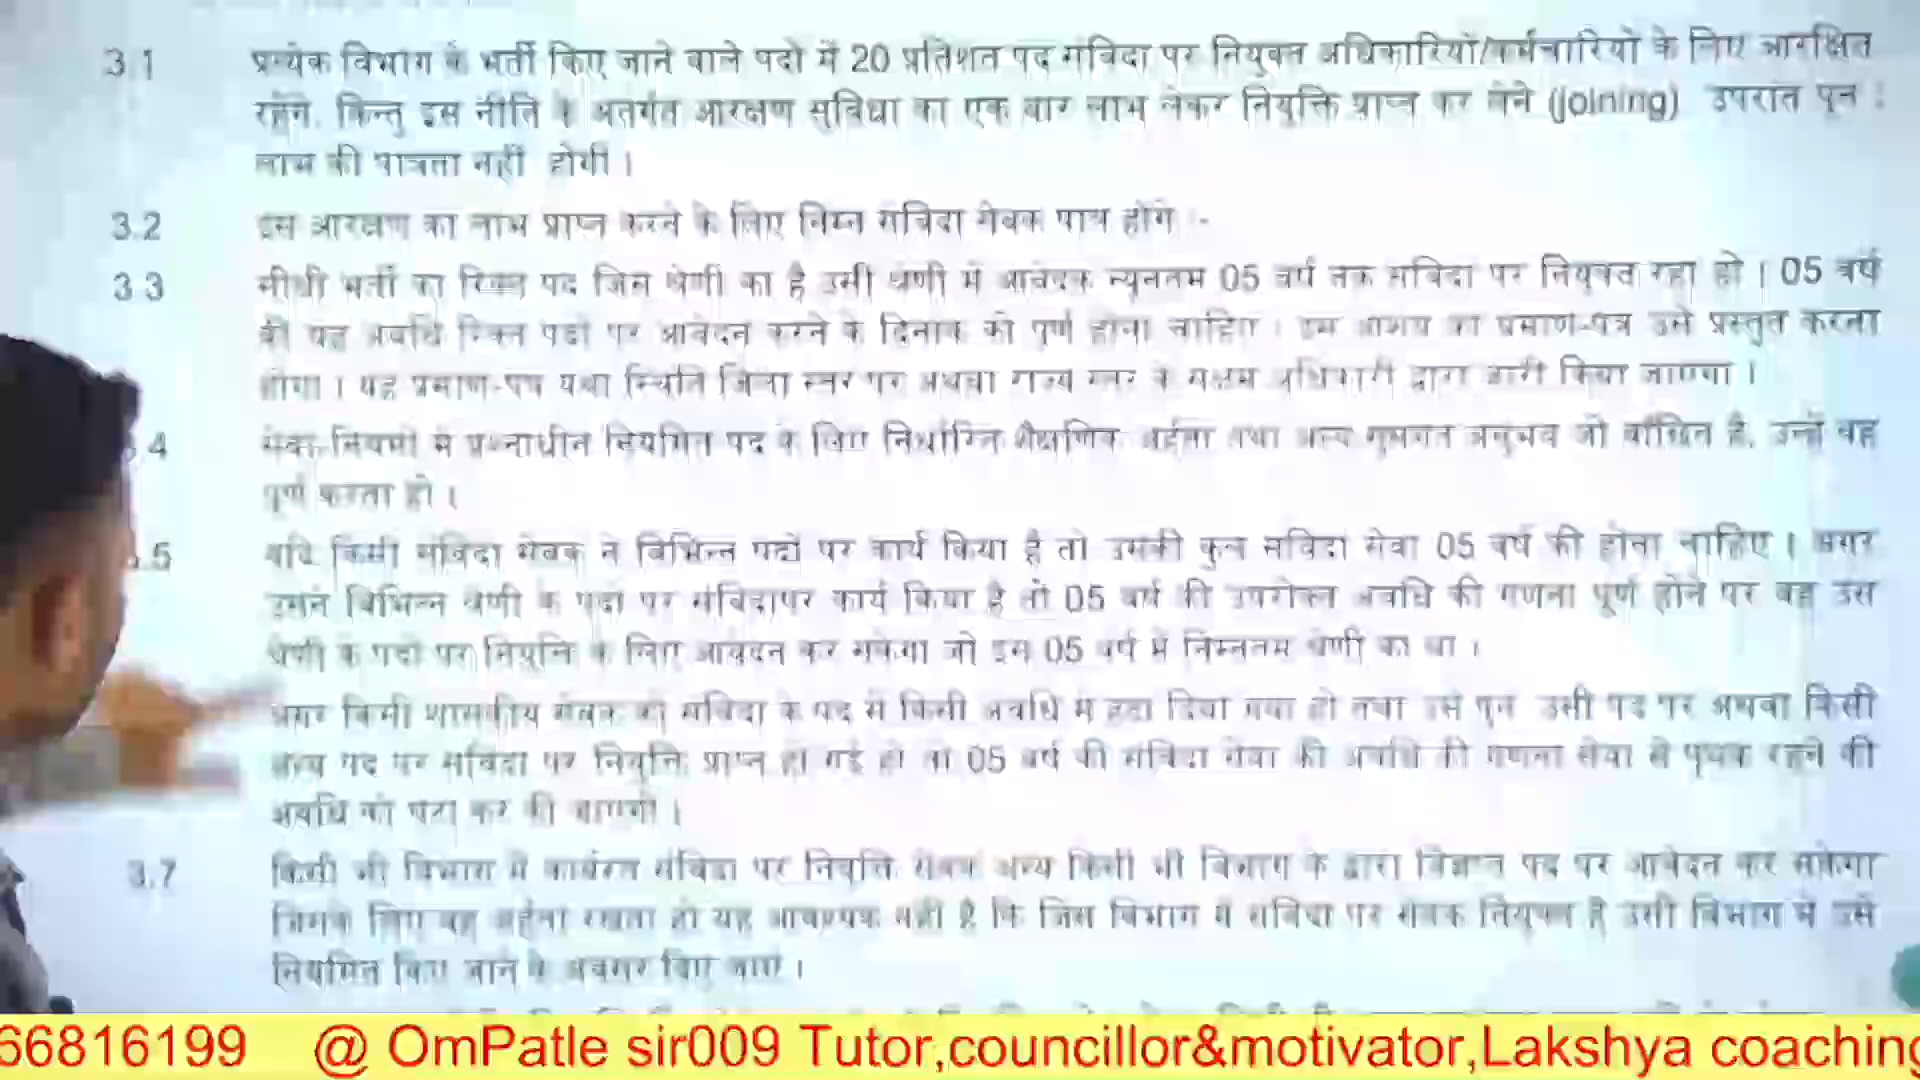 3.1 प्रत्येक विभाग के भर्ती किए जाने वाले पदो में 20 प्रतिशत पद संविदा पर नियुक्त अधिकारियों/कर्मचारियों के लिए आरक्षित
रहेंगे. किन्तु इस नीति के अंतर्गत आरक्षण सुविधा का एक बार लाभ लेकर नियुक्ति प्राप्त कर लेने (joining) उपरांत पुन :
लाभ की पात्रता नहीं होगी ।
3.2 इस आरक्षण का लाभ प्राप्त करने के लिए निम्न संविदा सेवक पात्र होंगे :-
3.3 सीधी भर्ती का रिक्त पद जिस श्रेणी का है उसी श्रेणी में आवेदक न्यूनतम 05 वर्ष तक संविदा पर नियुक्त रहा हो । 05 वर्ष
की यह अवधि रिक्त पदों पर आवेदन करने के दिनांक को पूर्ण होना चाहिए । इस आशय का प्रमाण-पत्र उसे प्रस्तुत करना
होगा । यह प्रमाण-पत्र यथा स्थिति जिला स्तर पर अथवा राज्य स्तर के सक्षम अधिकारी द्वारा जारी किया जाएगा ।
.4 सेवा-नियमों में प्रश्नाधीन नियमित पद के लिए निर्धारित शैक्षणिक अर्हता तथा अन्य अनुभव जो वांछित है, उन्हें वह
पूर्ण करता हो ।
.5 यदि किसी संविदा सेवक ने विभिन्न पदों पर कार्य किया है तो उसकी कुल संविदा सेवा 05 वर्ष की होना चाहिए । अगर
उसने विभिन्न श्रेणी के पदों पर संविदापर कार्य किया है तो 05 वर्ष की उपरोक्त अवधि की गणना पूर्ण होने पर वह उस
श्रेणी के पदों पर नियुक्ति के लिए आवेदन कर सकेगा जो इस 05 वर्ष में निम्नतम श्रेणी का था ।
अगर किसी शासकीय सेवक को संविदा के पद से किसी अवधि में हटा दिया गया हो तथा उसे पुन: उसी पद पर अथवा किसी
अन्य पद पर संविदा पर नियुक्ति प्राप्त हो गई हो तो 05 वर्ष की संविदा सेवा की अवधि की गणना सेवा से पृथक रहने की
अवधि को घटा कर की जाएगी ।
3.7 किसी भी विभाग में कार्यरत संविदा पर नियुक्ति सेवक अन्य किसी भी विभाग के द्वारा विज्ञप्त पद पर आवेदन कर सकेगा
जिसके लिए वह अर्हता रखता हो यह आवश्यक नहीं है कि जिस विभाग में संविदा पर सेवक नियुक्त है उसी विभाग में उसे
नियमित किए जाने के अवसर दिए जाएं ।
66816199 @ OmPatle sir009 Tutor,councillor&motivator,Lakshya coaching